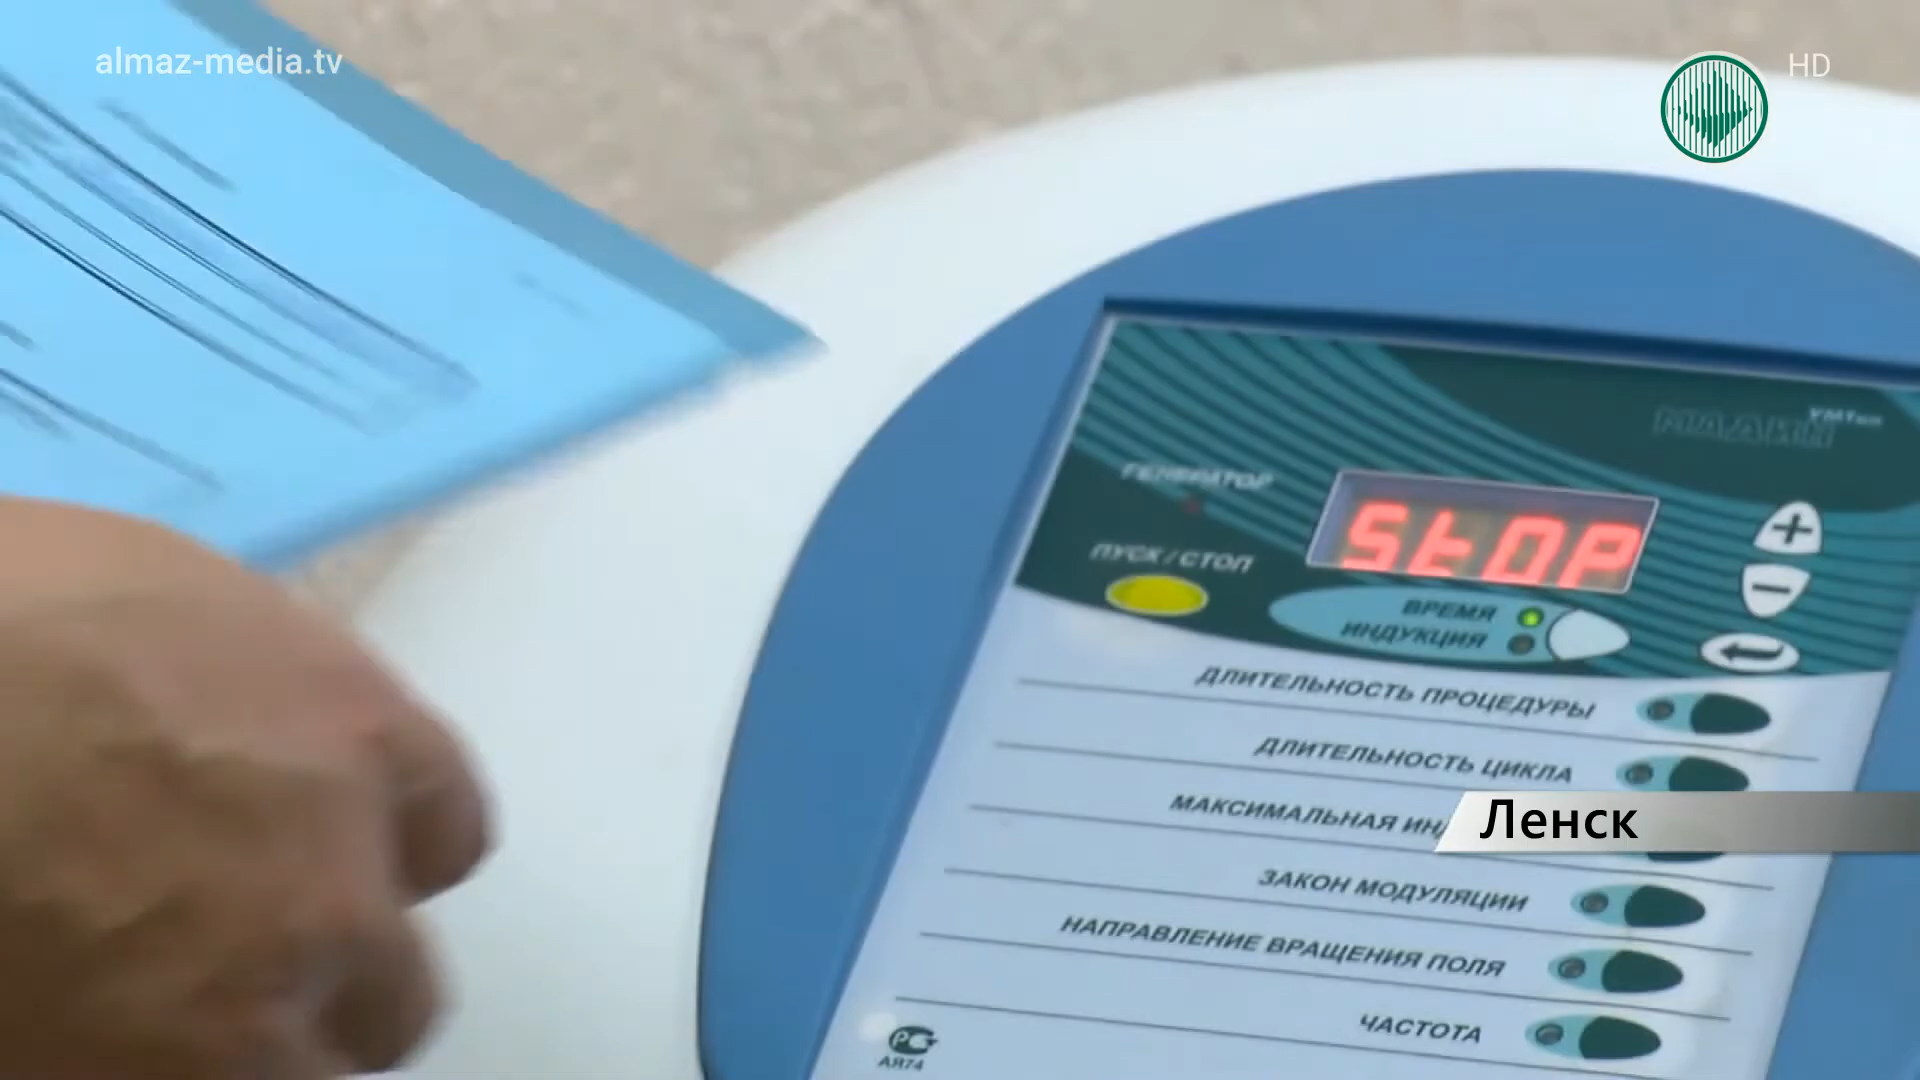 almaz-media.tv
HD
ГЕНЕРАТОР
ПУСК / СТОП
StOP
+
−
ВРЕМЯ
ИНДУКЦИЯ
ДЛИТЕЛЬНОСТЬ ПРОЦЕДУРЫ
ДЛИТЕЛЬНОСТЬ ЦИКЛА
МАКСИМАЛЬНАЯ
Ленск
ЗАКОН МОДУЛЯЦИИ
НАПРАВЛЕНИЕ ВРАЩЕНИЯ ПОЛЯ
ЧАСТОТА
АЯ74